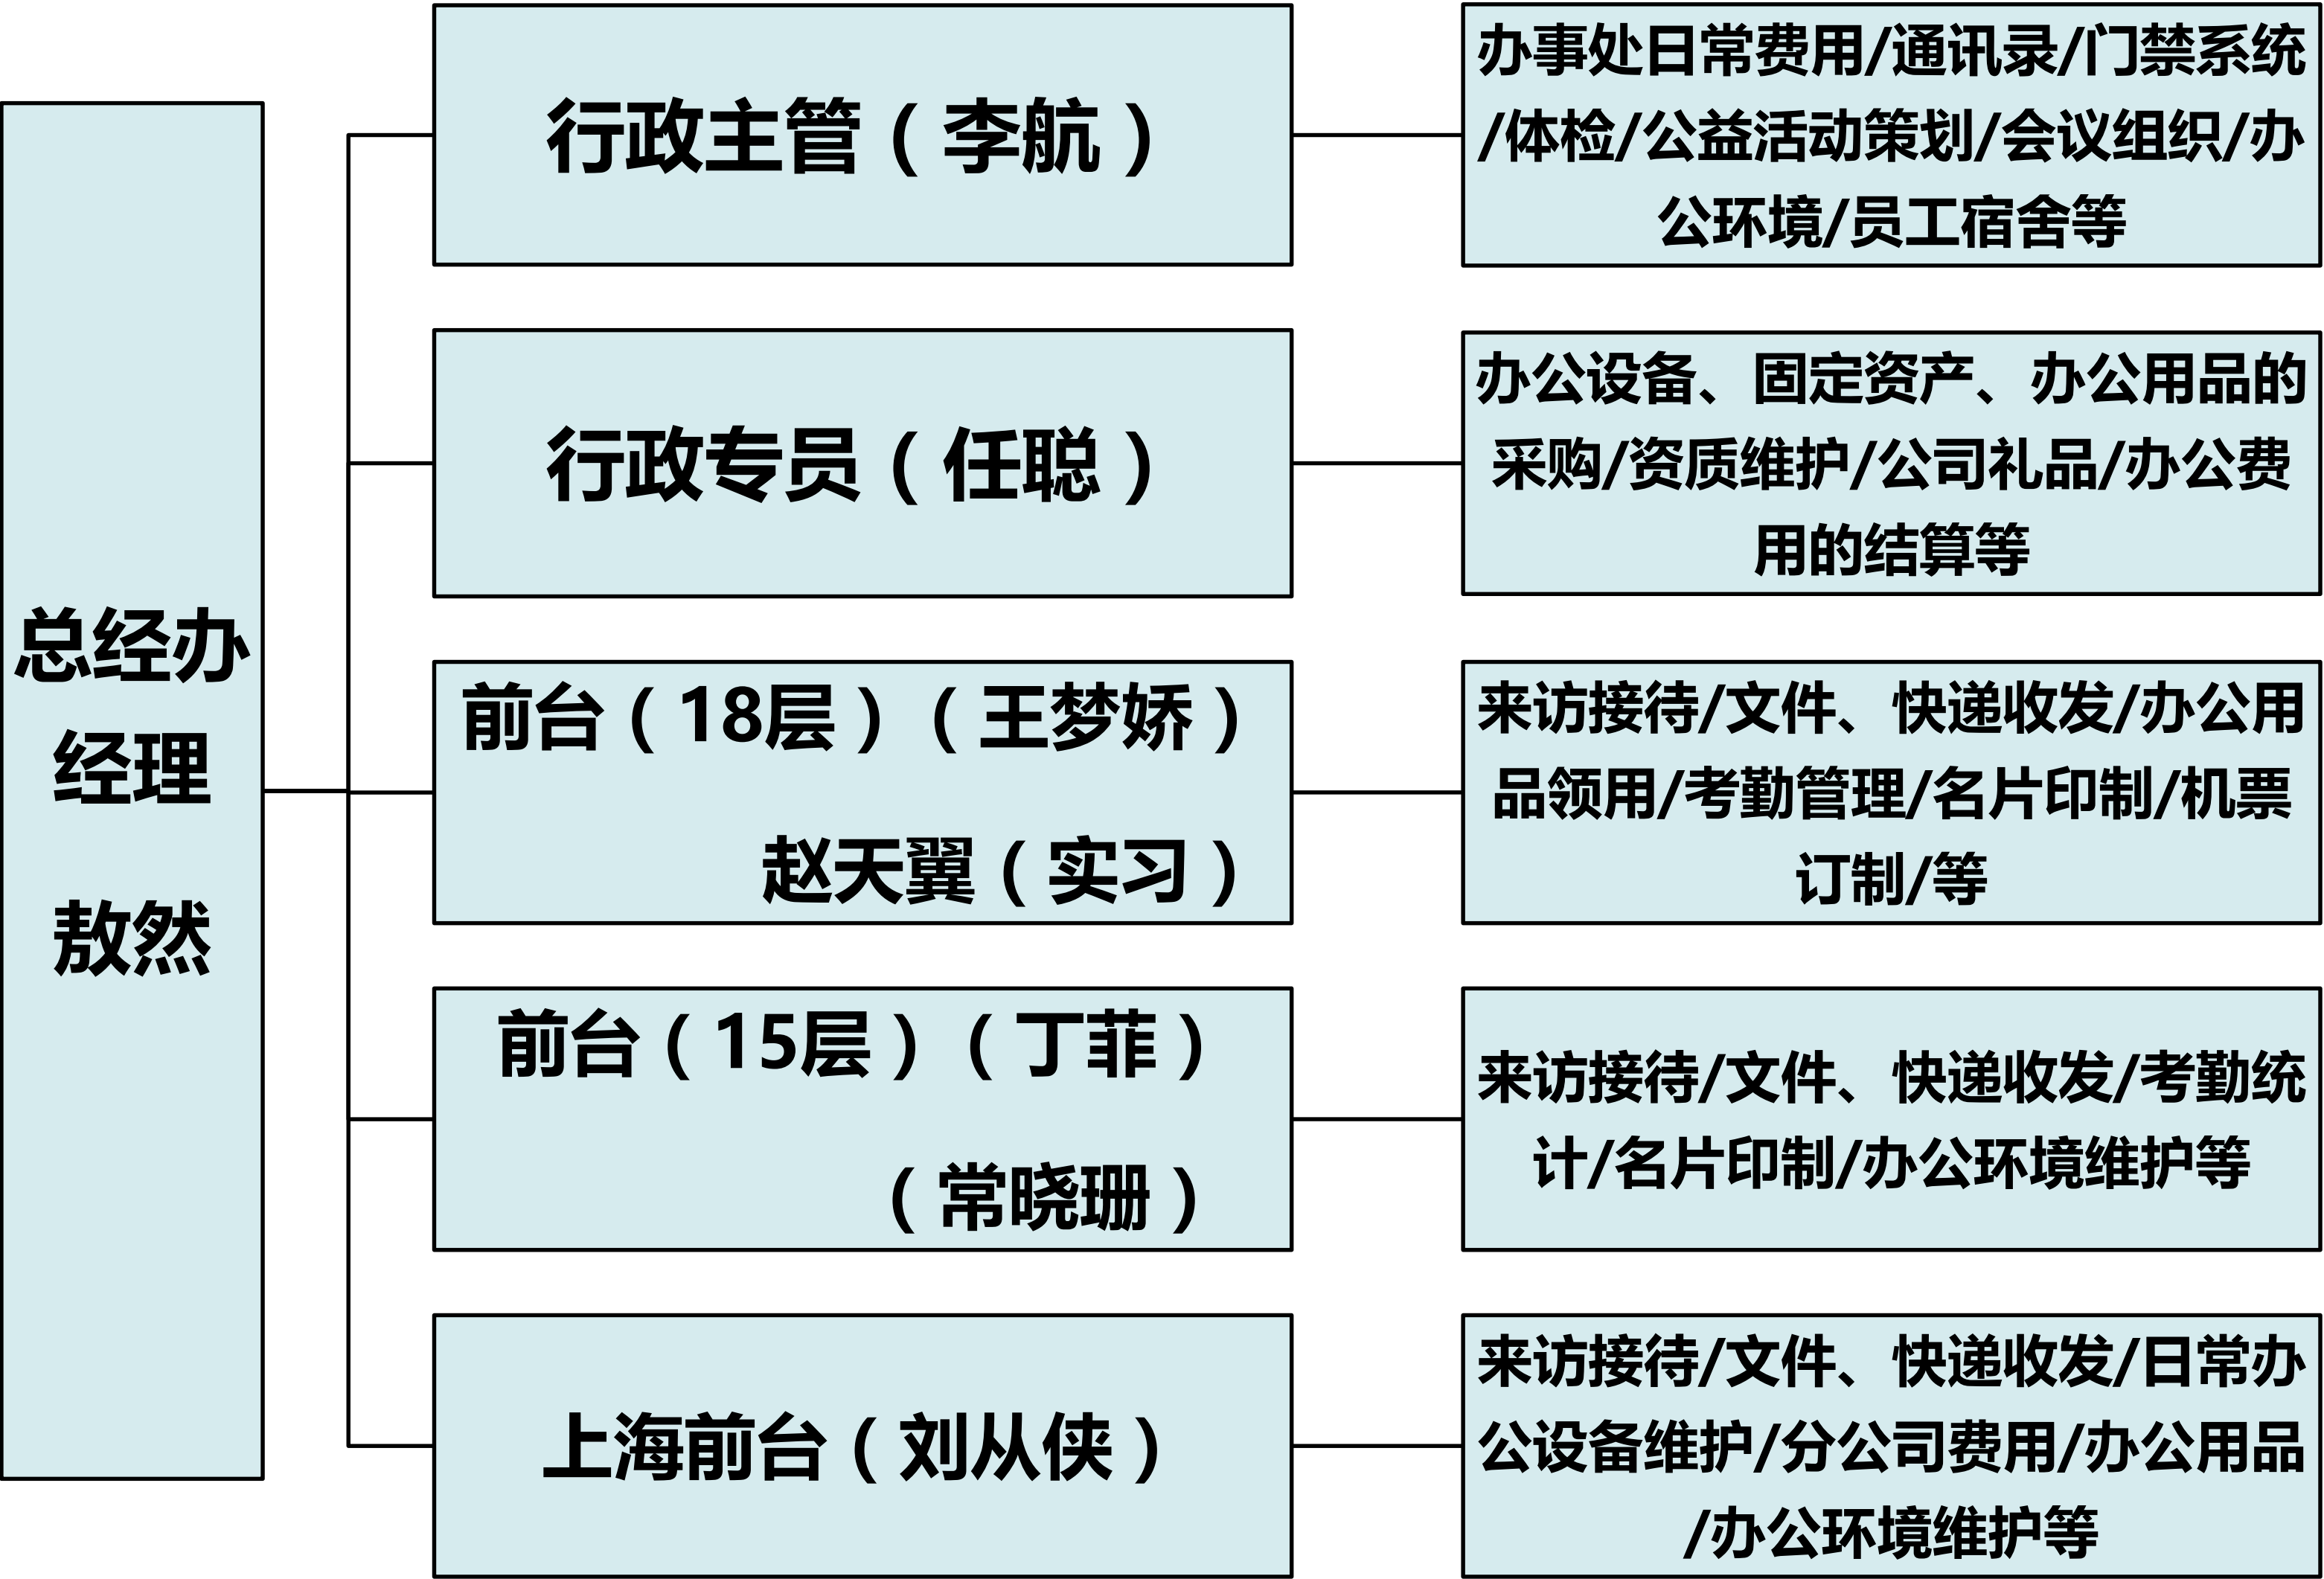 总经办
经理
敖然
行政主管（李航）
办事处日常费用/通讯录/门禁系统
/体检/公益活动策划/会议组织/办
公环境/员工宿舍等
行政专员（任聪）
办公设备、固定资产、办公用品的
采购/资质维护/公司礼品/办公费
用的结算等
前台（18层）（王梦娇）
赵天翼（实习）
来访接待/文件、快递收发/办公用
品领用/考勤管理/名片印制/机票
订制/等
前台（15层）（丁菲）
（常晓珊）
来访接待/文件、快递收发/考勤统
计/名片印制/办公环境维护等
上海前台（刘从侠）
来访接待/文件、快递收发/日常办
公设备维护/分公司费用/办公用品
/办公环境维护等